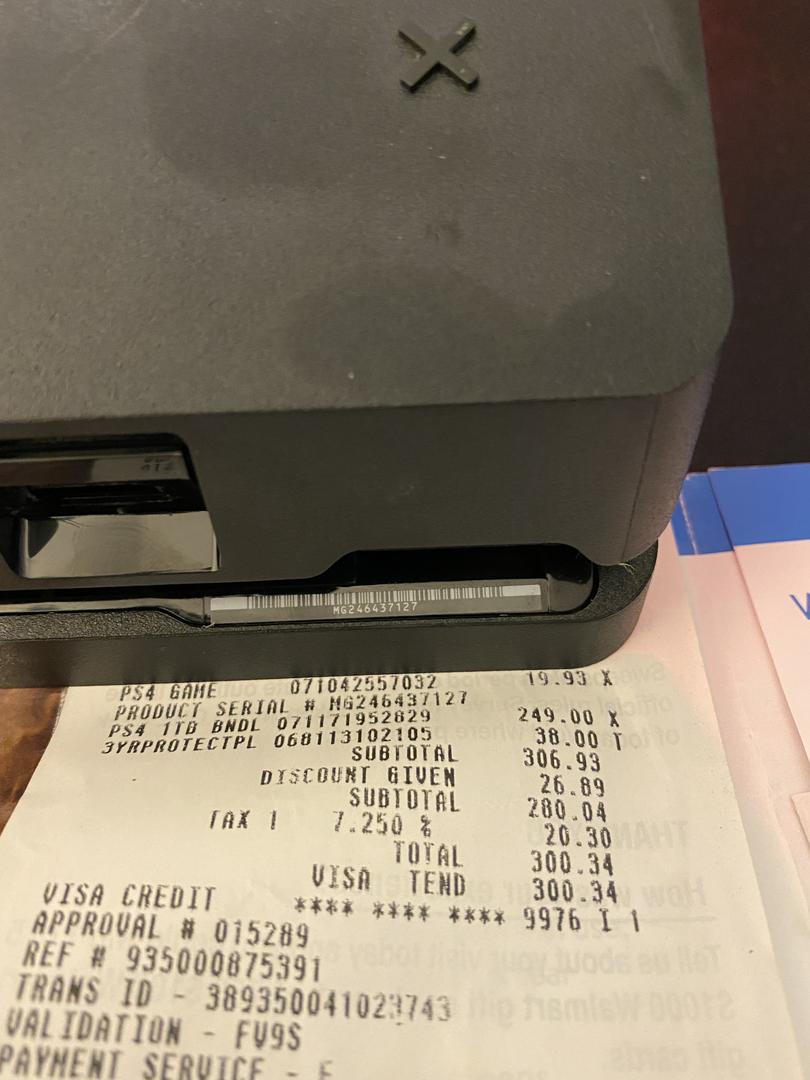 MG246437127
PS4 GAME 071042557032 19.93 X
PRODUCT SERIAL # MG246437127
PS4 1TB BNDL 071171952829 249.00 X
3YRPROTECTPL 068113102105 38.00 T
SUBTOTAL 306.93
DISCOUNT GIVEN 26.89
SUBTOTAL 280.04
TAX 1 7.250 % 20.30
TOTAL 300.34
VISA TEND 300.34
VISA CREDIT **** **** **** 9976 I 1
APPROVAL # 015289
REF # 935000875391
TRANS ID - 389350041023743
VALIDATION - FV9S
PAYMENT SERVICE - E